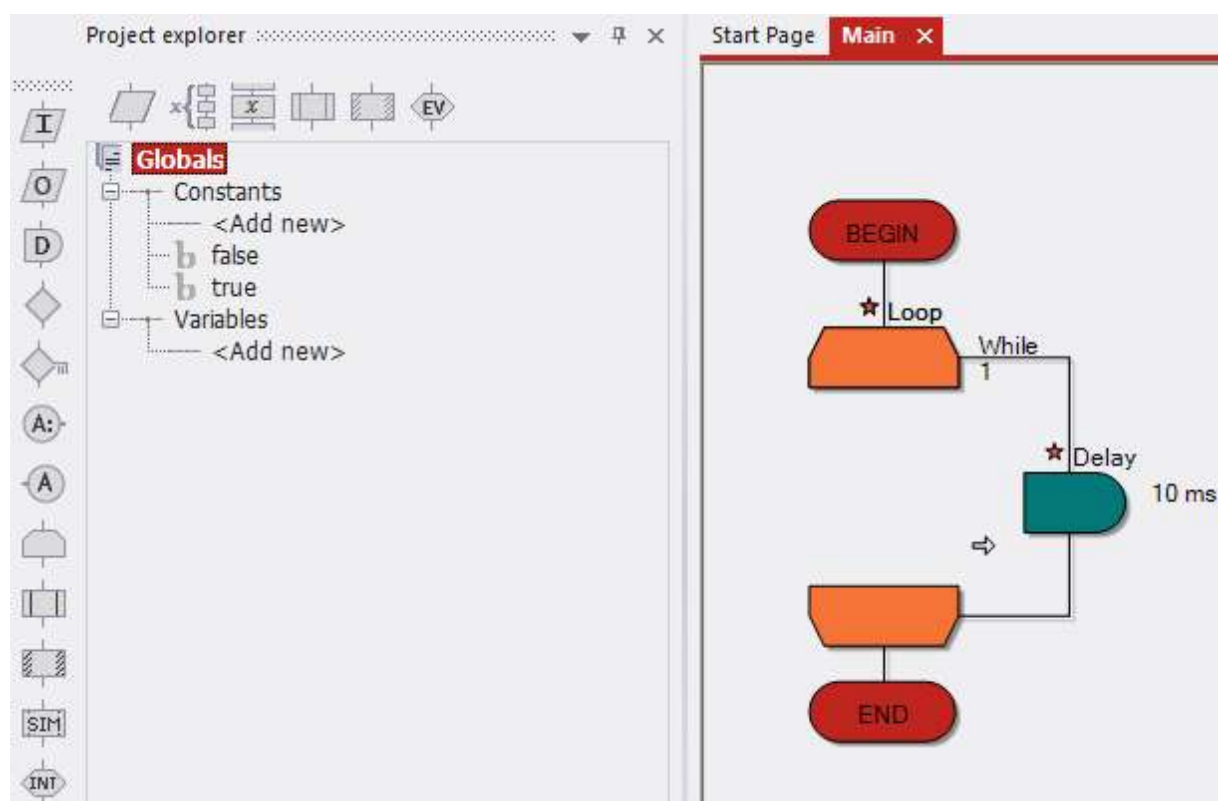 Project explorer
Start Page Main
x x EV
Globals
Constants
<Add new>
b false
b true
Variables
<Add new>
I
O
D
A:
A
SIM
INT
BEGIN
Loop
While
1
Delay
10 ms
END